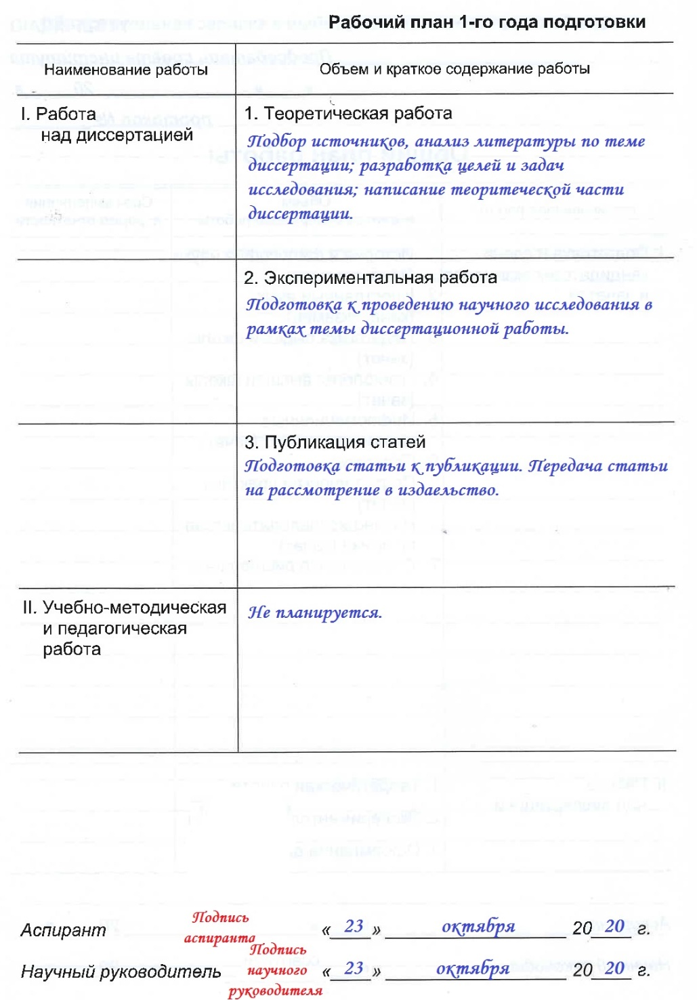 Рабочий план 1-го года подготовки
Наименование работы
Объем и краткое содержание работы
I. Работа
над диссертацией
1. Теоретическая работа
Подбор источников, анализ литературы по теме
диссертации; разработка целей и задач
исследования; написание теоритеческой части
диссертации.
2. Экспериментальная работа
Подготовка к проведению научного исследования в
рамках темы диссертационной работы.
3. Публикация статей
Подготовка статьи к публикации. Передача статьи
на рассмотрение в издаельство.
II. Учебно-методическая
и педагогическая
работа
Не планируется.
Аспирант Подпись аспиранта « 23 » октября 20 20 г.
Научный руководитель Подпись научного руководителя « 23 » октября 20 20 г.